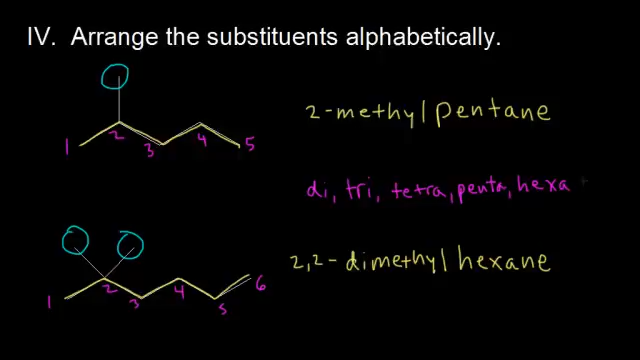 IV. Arrange the substituents alphabetically.
2-methylpentane
1 2 3 4 5
di, tri, tetra, penta, hexa
2,2-dimethylhexane
1 2 3 4 5 6